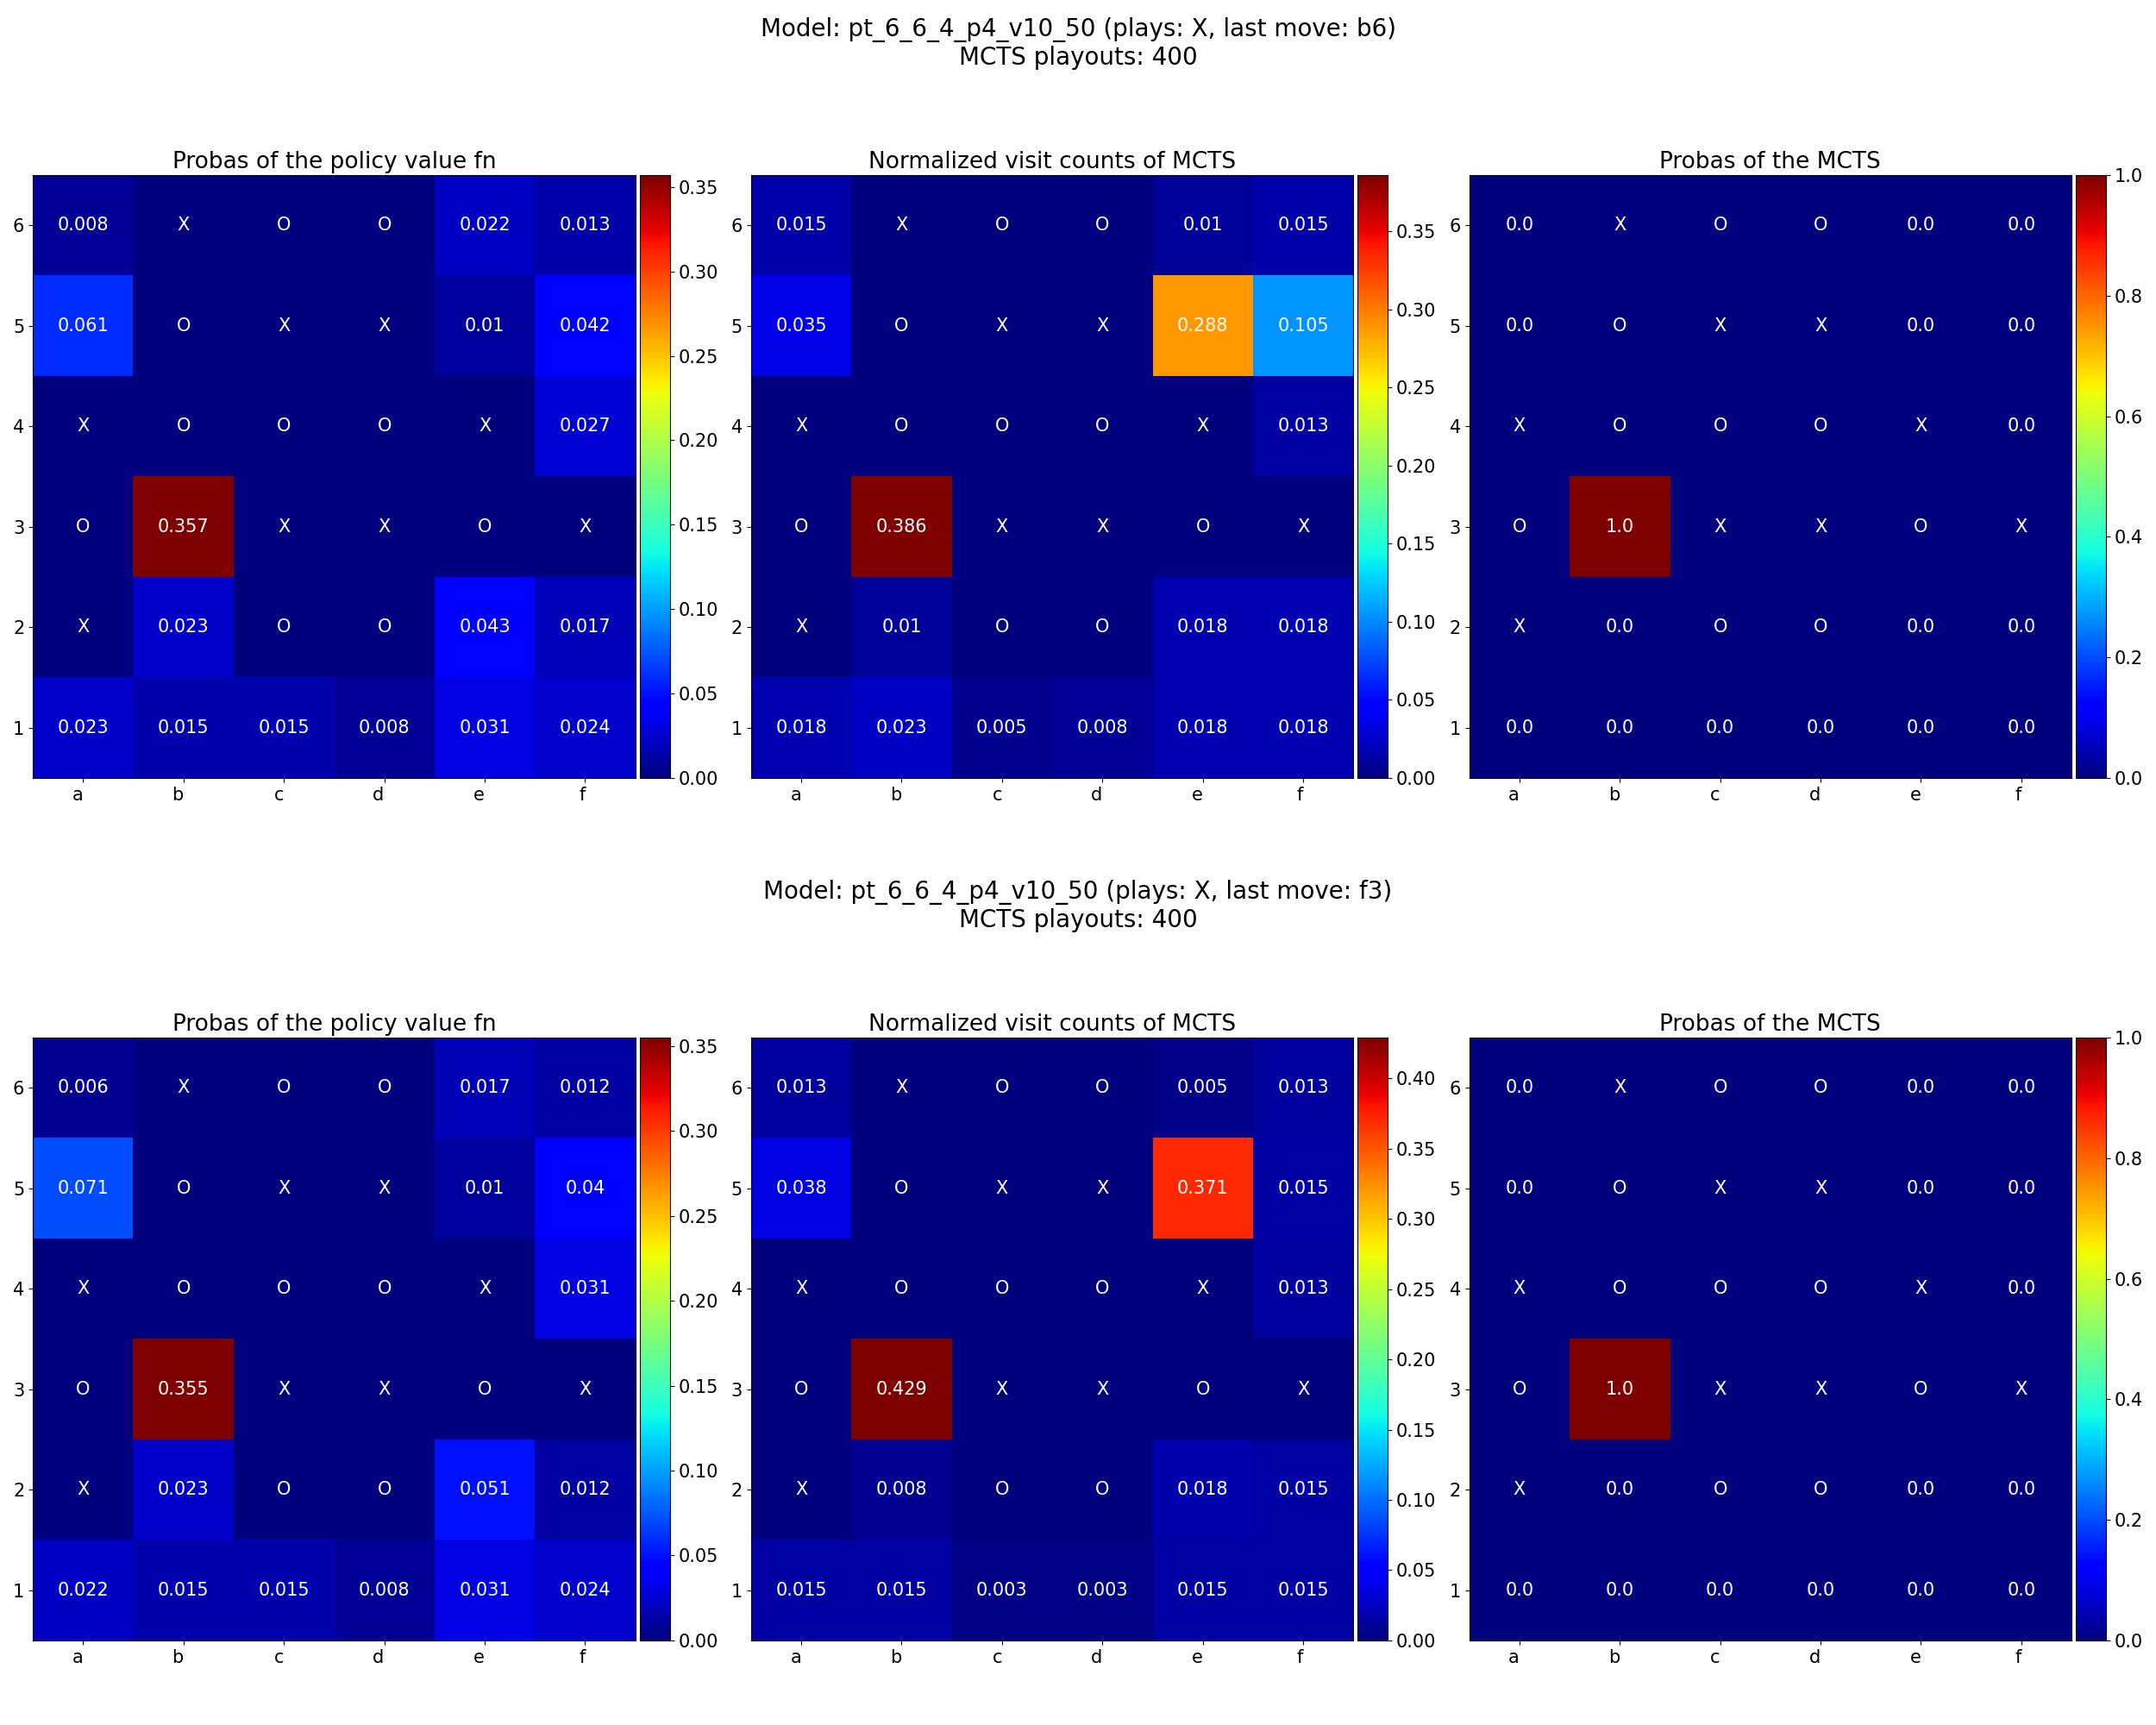 Model: pt_6_6_4_p4_v10_50 (plays: X, last move: b6)
MCTS playouts: 400
Probas of the policy value fn
6 0.008 X O O 0.022 0.013
5 0.061 O X X 0.01 0.042
4 X O O O X 0.027
3 O 0.357 X X O X
2 X 0.023 O O 0.043 0.017
1 0.023 0.015 0.015 0.008 0.031 0.024
a b c d e f
0.35
0.30
0.25
0.20
0.15
0.10
0.05
0.00
Normalized visit counts of MCTS
6 0.015 X O O 0.01 0.015
5 0.035 O X X 0.288 0.105
4 X O O O X 0.013
3 O 0.386 X X O X
2 X 0.01 O O 0.018 0.018
1 0.018 0.023 0.005 0.008 0.018 0.018
a b c d e f
0.35
0.30
0.25
0.20
0.15
0.10
0.05
0.00
Probas of the MCTS
6 0.0 X O O 0.0 0.0
5 0.0 O X X 0.0 0.0
4 X O O O X 0.0
3 O 1.0 X X O X
2 X 0.0 O O 0.0 0.0
1 0.0 0.0 0.0 0.0 0.0 0.0
a b c d e f
1.0
0.8
0.6
0.4
0.2
0.0
Model: pt_6_6_4_p4_v10_50 (plays: X, last move: f3)
MCTS playouts: 400
Probas of the policy value fn
6 0.006 X O O 0.017 0.012
5 0.071 O X X 0.01 0.04
4 X O O O X 0.031
3 O 0.355 X X O X
2 X 0.023 O O 0.051 0.012
1 0.022 0.015 0.015 0.008 0.031 0.024
a b c d e f
0.35
0.30
0.25
0.20
0.15
0.10
0.05
0.00
Normalized visit counts of MCTS
6 0.013 X O O 0.005 0.013
5 0.038 O X X 0.371 0.015
4 X O O O X 0.013
3 O 0.429 X X O X
2 X 0.008 O O 0.018 0.015
1 0.015 0.015 0.003 0.003 0.015 0.015
a b c d e f
0.40
0.35
0.30
0.25
0.20
0.15
0.10
0.05
0.00
Probas of the MCTS
6 0.0 X O O 0.0 0.0
5 0.0 O X X 0.0 0.0
4 X O O O X 0.0
3 O 1.0 X X O X
2 X 0.0 O O 0.0 0.0
1 0.0 0.0 0.0 0.0 0.0 0.0
a b c d e f
1.0
0.8
0.6
0.4
0.2
0.0